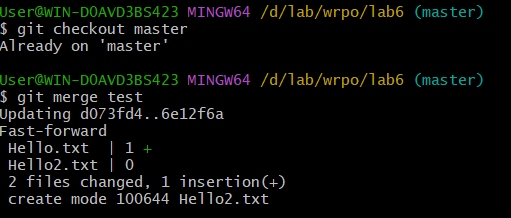 User@WIN-DOAVD3BS423 MINGW64 /d/lab/wrpo/lab6 (master)
$ git checkout master
Already on 'master'
User@WIN-DOAVD3BS423 MINGW64 /d/lab/wrpo/lab6 (master)
$ git merge test
Updating d073fd4..6e12f6a
Fast-forward
 Hello.txt  | 1 +
 Hello2.txt | 0
 2 files changed, 1 insertion(+)
 create mode 100644 Hello2.txt